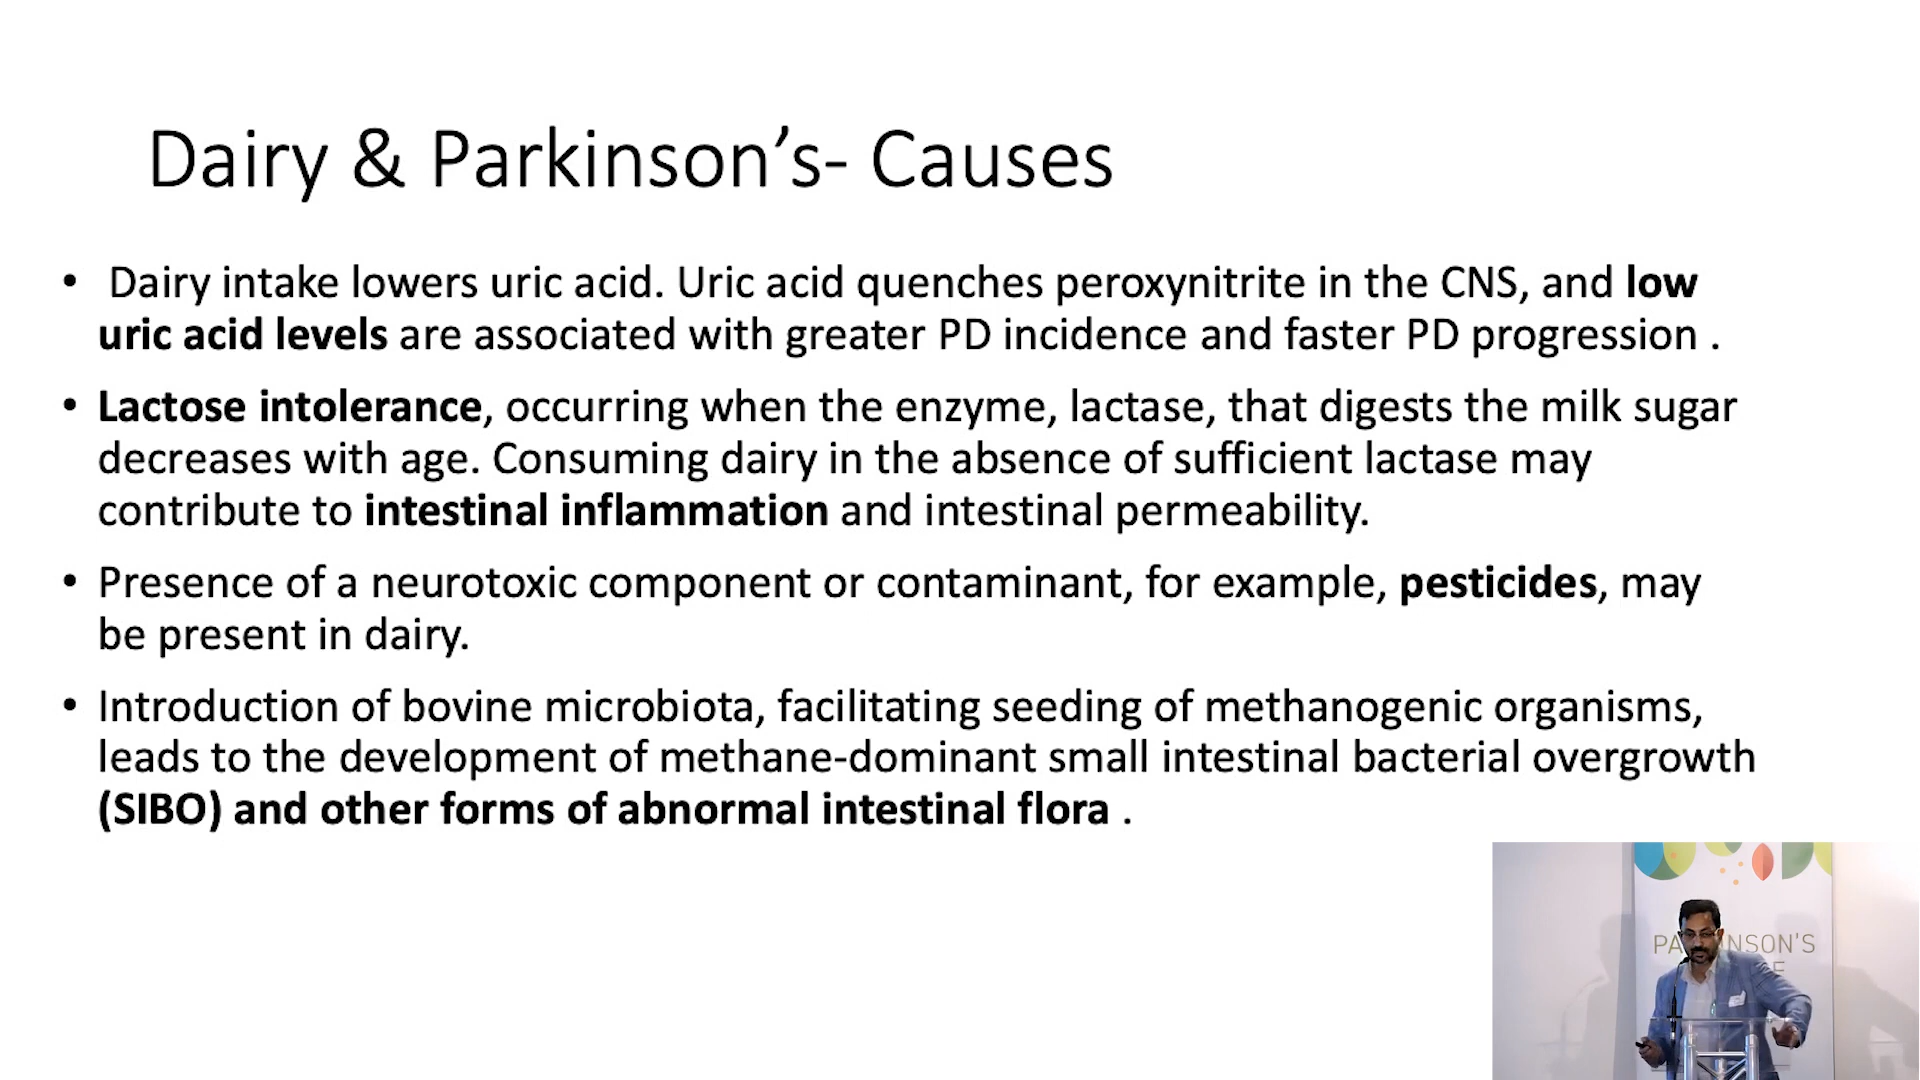 Dairy & Parkinson’s- Causes
• Dairy intake lowers uric acid. Uric acid quenches peroxynitrite in the CNS, and low
uric acid levels are associated with greater PD incidence and faster PD progression .
• Lactose intolerance, occurring when the enzyme, lactase, that digests the milk sugar
decreases with age. Consuming dairy in the absence of sufficient lactase may
contribute to intestinal inflammation and intestinal permeability.
• Presence of a neurotoxic component or contaminant, for example, pesticides, may
be present in dairy.
• Introduction of bovine microbiota, facilitating seeding of methanogenic organisms,
leads to the development of methane-dominant small intestinal bacterial overgrowth
(SIBO) and other forms of abnormal intestinal flora .